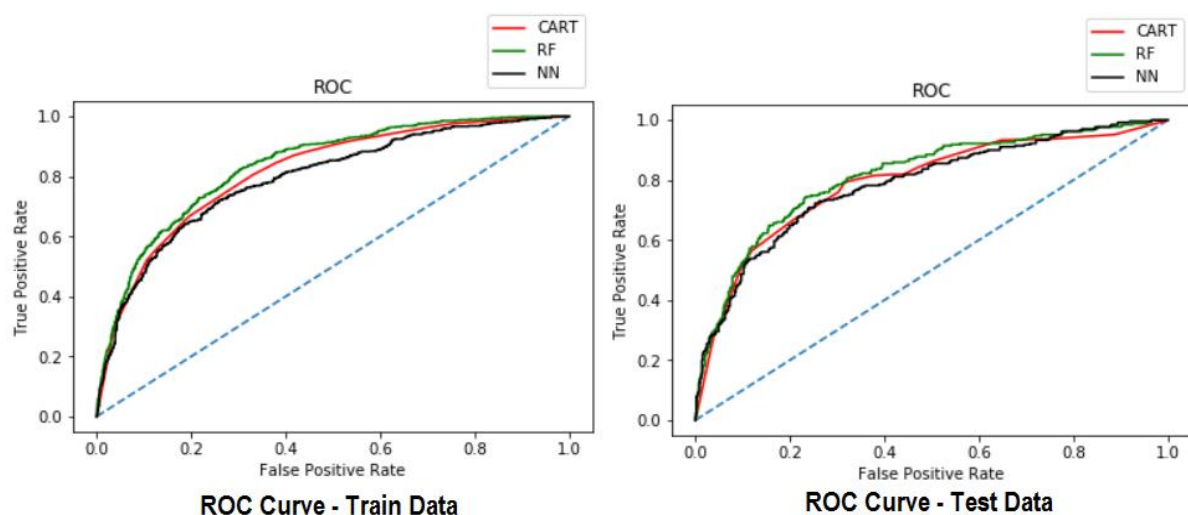 CART
RF
NN
ROC
1.0
0.8
0.6
0.4
0.2
0.0
True Positive Rate
0.0 0.2 0.4 0.6 0.8 1.0
False Positive Rate
ROC Curve - Train Data
CART
RF
NN
ROC
1.0
0.8
0.6
0.4
0.2
0.0
True Positive Rate
0.0 0.2 0.4 0.6 0.8 1.0
False Positive Rate
ROC Curve - Test Data